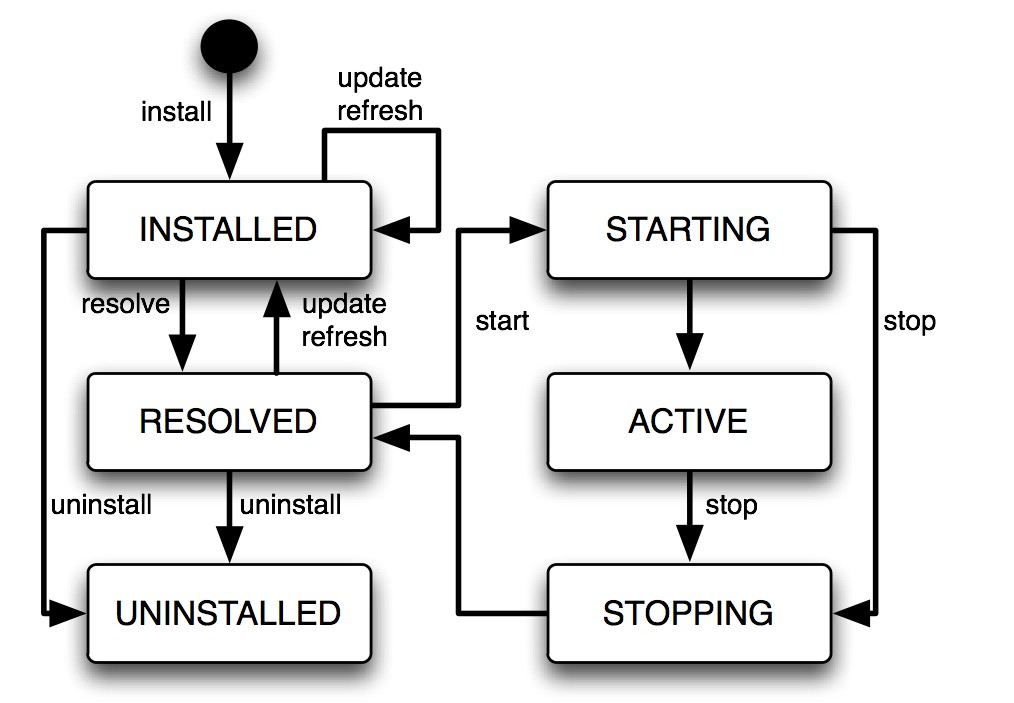 update
refresh
install
INSTALLED
STARTING
resolve
update
refresh
start
stop
RESOLVED
ACTIVE
uninstall
uninstall
stop
UNINSTALLED
STOPPING